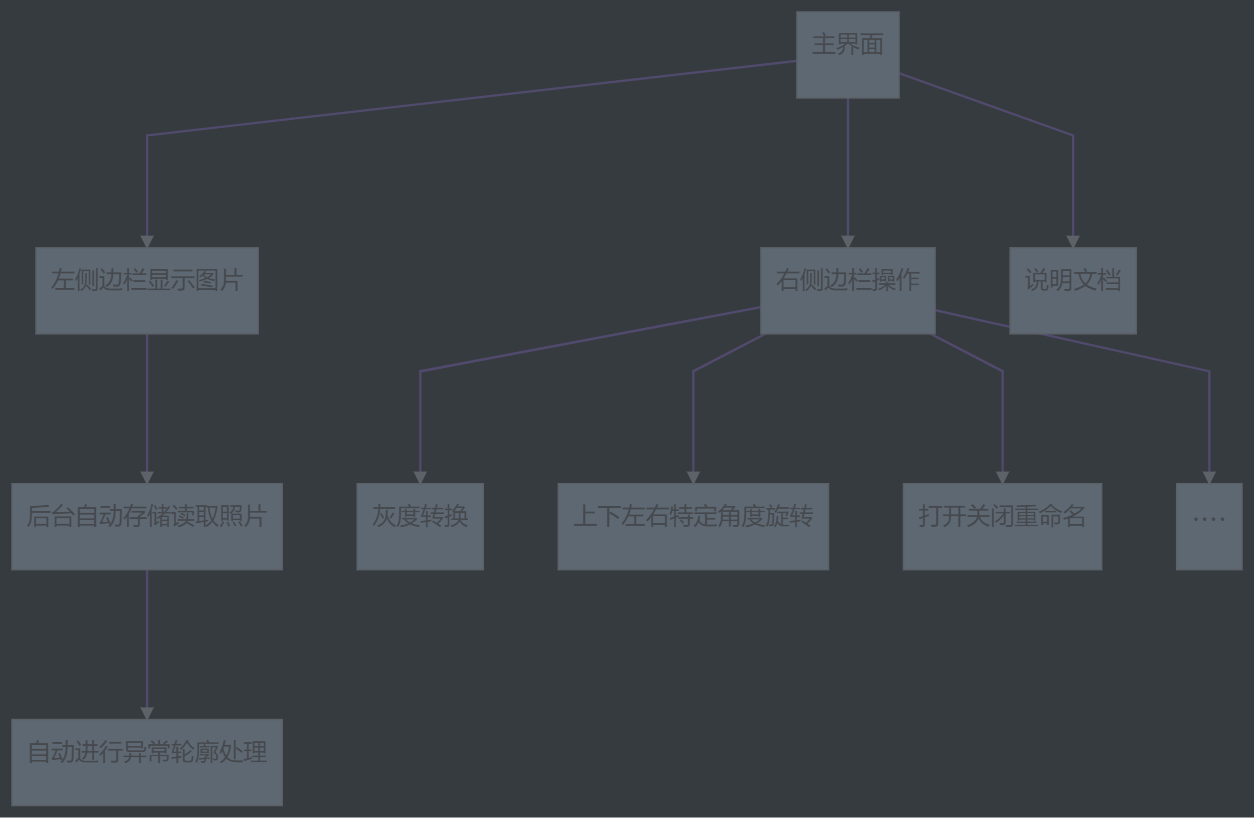 主界面
左侧边栏显示图片
右侧边栏操作
说明文档
后台自动存储读取照片
灰度转换
上下左右特定角度旋转
打开关闭重命名
....
自动进行异常轮廓处理